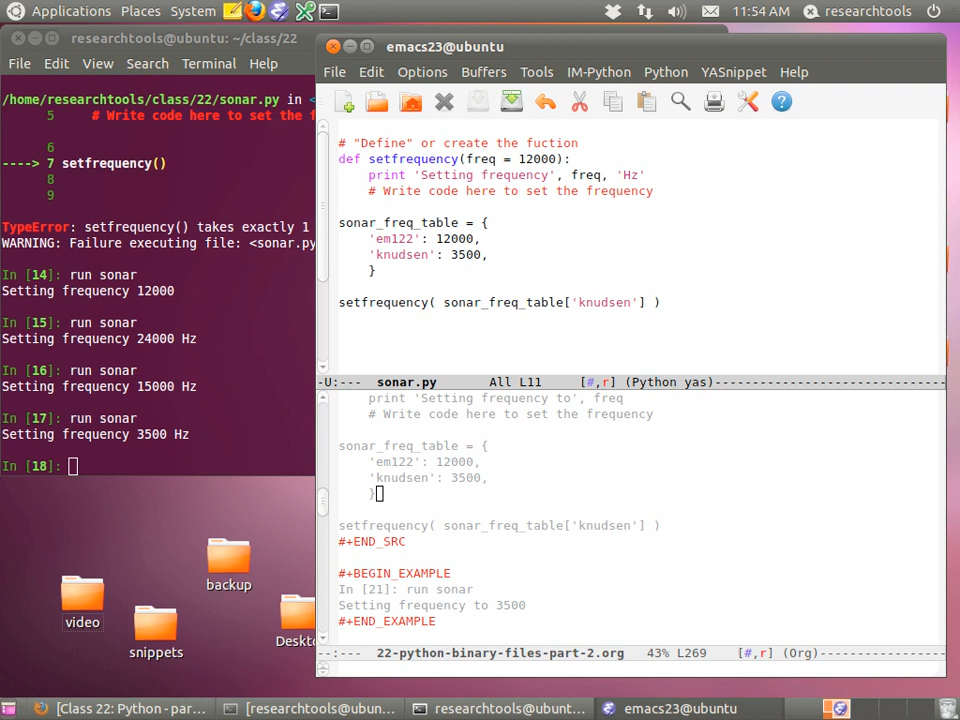 Applications Places System 11:54 AM researchtools
researchtools@ubuntu: ~/class/22
File Edit View Search Terminal Help
/home/researchtools/class/22/sonar.py in <
5 # Write code here to set the f
6
----> 7 setfrequency()
8
9
TypeError: setfrequency() takes exactly 1
WARNING: Failure executing file: <sonar.py
In [14]: run sonar
Setting frequency 12000
In [15]: run sonar
Setting frequency 24000 Hz
In [16]: run sonar
Setting frequency 15000 Hz
In [17]: run sonar
Setting frequency 3500 Hz
In [18]:
emacs23@ubuntu
File Edit Options Buffers Tools IM-Python Python YASnippet Help
# "Define" or create the fuction
def setfrequency(freq = 12000):
print 'Setting frequency', freq, 'Hz'
# Write code here to set the frequency
sonar_freq_table = {
'em122': 12000,
'knudsen': 3500,
}
setfrequency( sonar_freq_table['knudsen'] )
-U:--- sonar.py All L11 [#,r] (Python yas)-----------------------------
print 'Setting frequency to', freq
# Write code here to set the frequency
sonar_freq_table = {
'em122': 12000,
'knudsen': 3500,
}
setfrequency( sonar_freq_table['knudsen'] )
#+END_SRC
#+BEGIN_EXAMPLE
In [21]: run sonar
Setting frequency to 3500
#+END_EXAMPLE
--:--- 22-python-binary-files-part-2.org 43% L269 [#,r] (Org)-----------------
video
backup
snippets
Deskto
[Class 22: Python - par... [researchtools@ubun... researchtools@ubunt... emacs23@ubuntu